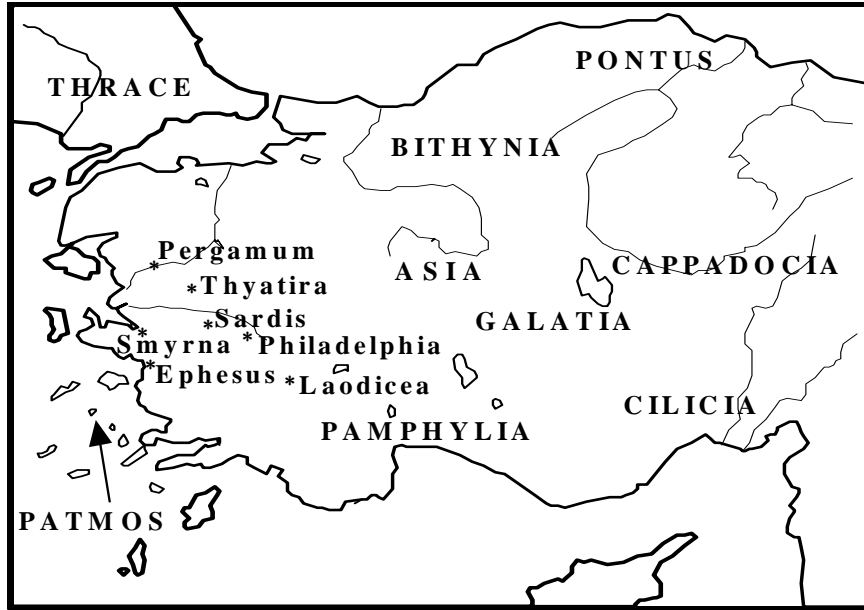 PONTUS
THRACE
BITHYNIA
Pergamum
ASIA
CAPPADOCIA
Thyatira
Sardis
GALATIA
Smyrna
Philadelphia
Ephesus
Laodicea
CILICIA
PAMPHYLIA
PATMOS